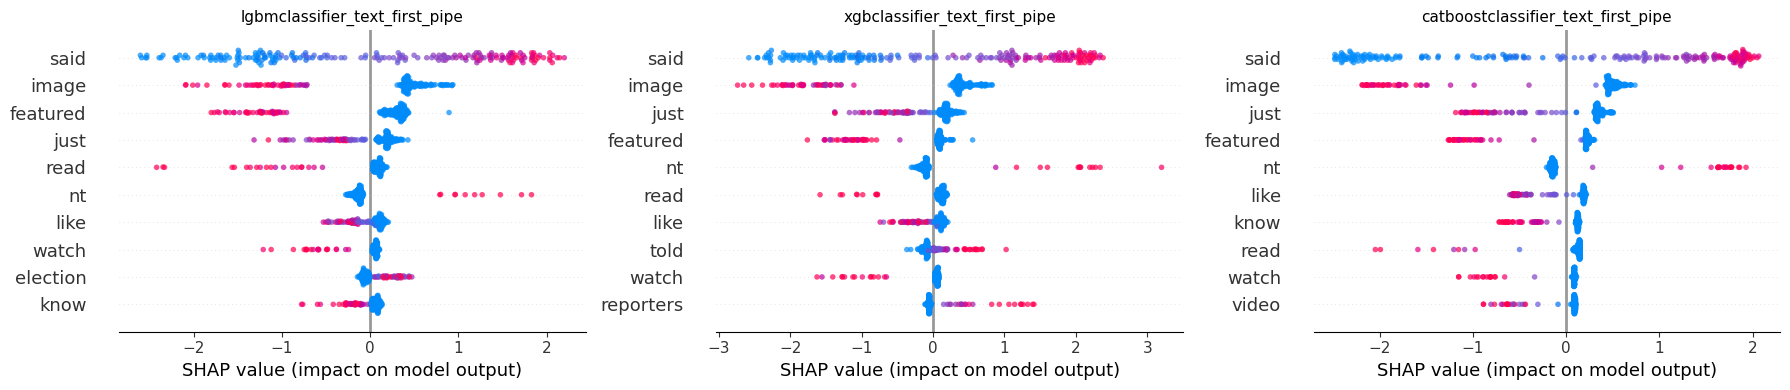 lgbmclassifier_text_first_pipe
said
image
featured
just
read
nt
like
watch
election
know
−2 −1 0 1 2
SHAP value (impact on model output)
xgbclassifier_text_first_pipe
said
image
just
featured
nt
read
like
told
watch
reporters
−3 −2 −1 0 1 2 3
SHAP value (impact on model output)
catboostclassifier_text_first_pipe
said
image
just
featured
nt
like
know
read
watch
video
−2 −1 0 1 2
SHAP value (impact on model output)